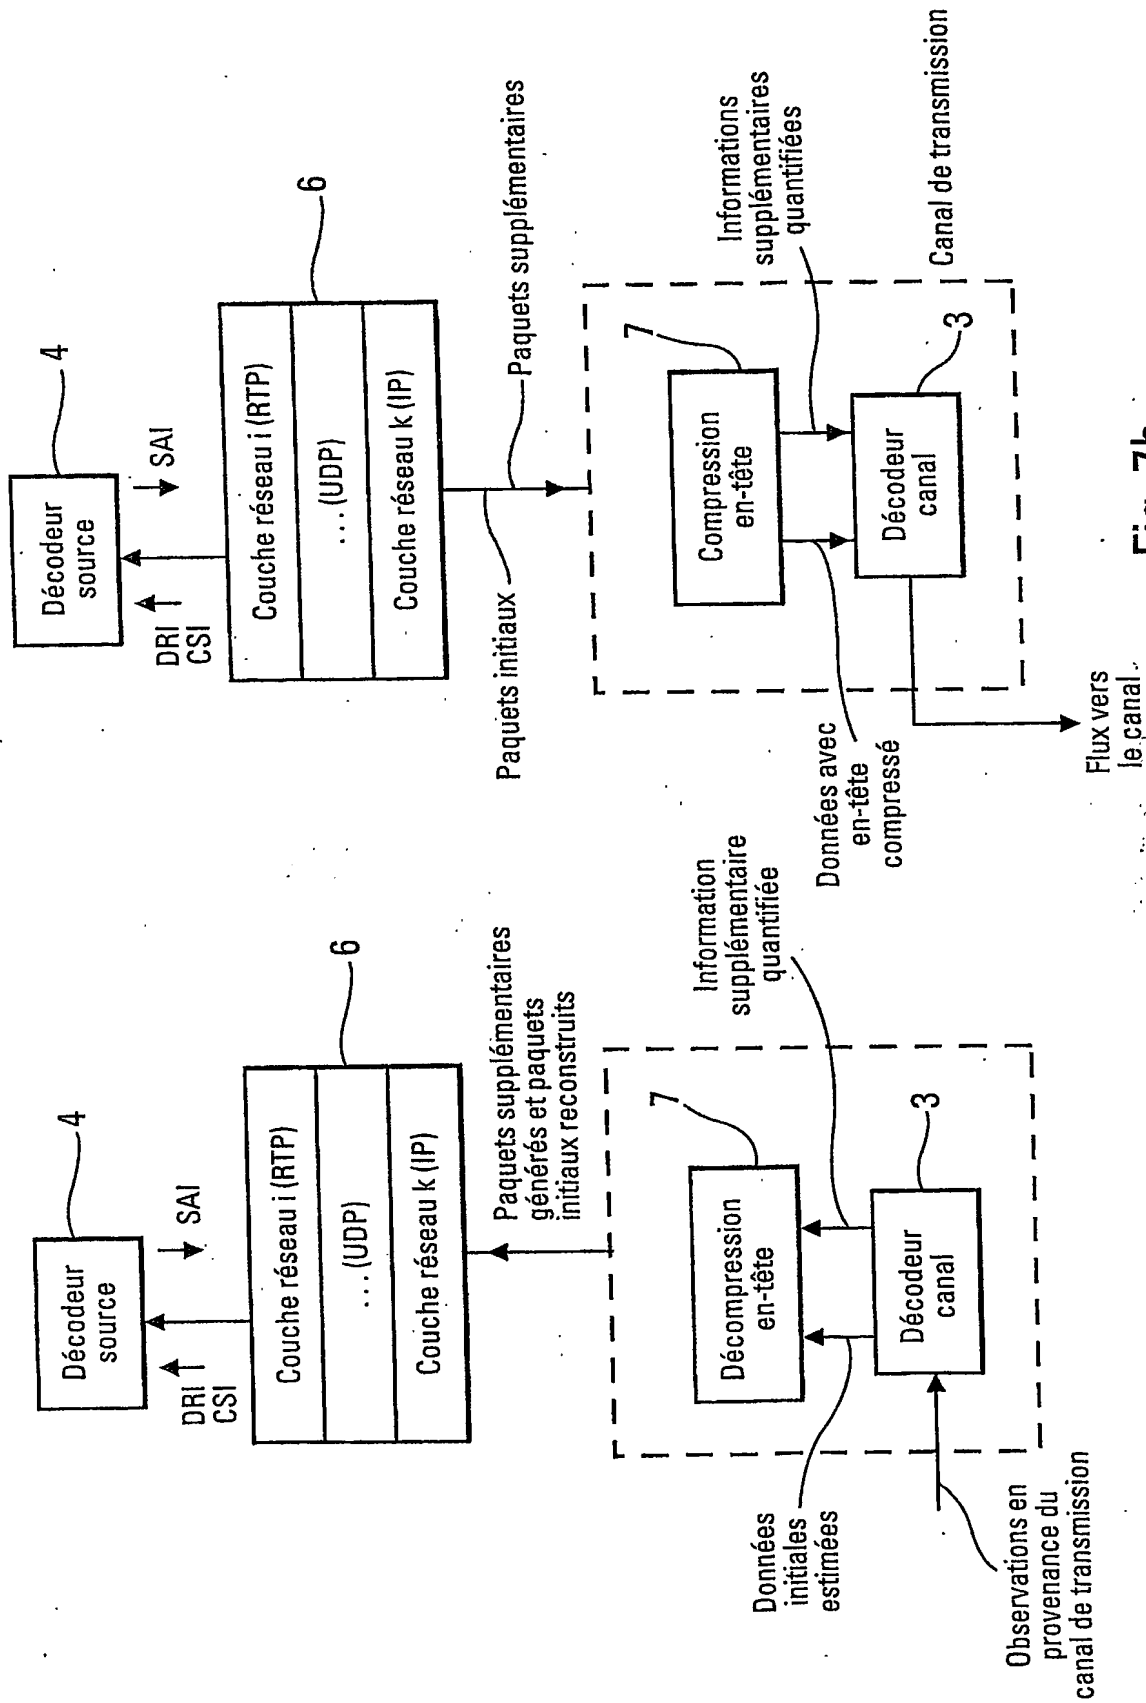 Décodeur
source
4
DRI
CSI
SAI
Couche réseau i (RTP)
...(UDP)
Couche réseau k (IP)
6
Paquets supplémentaires
générés et paquets
initiaux reconstruits
Décompression
en-tête
7
Information
supplémentaire
quantifiée
Données
initiales
estimées
Décodeur
canal
3
Observations en
provenance du
canal de transmission
Décodeur
source
4
DRI
CSI
SAI
Couche réseau i (RTP)
...(UDP)
Couche réseau k (IP)
6
Paquets initiaux
Paquets supplémentaires
Compression
en-tête
7
Informations
supplémentaires
quantifiées
Données avec
en-tête
compressé
Décodeur
canal
3
Canal de transmission
Flux vers
le canal